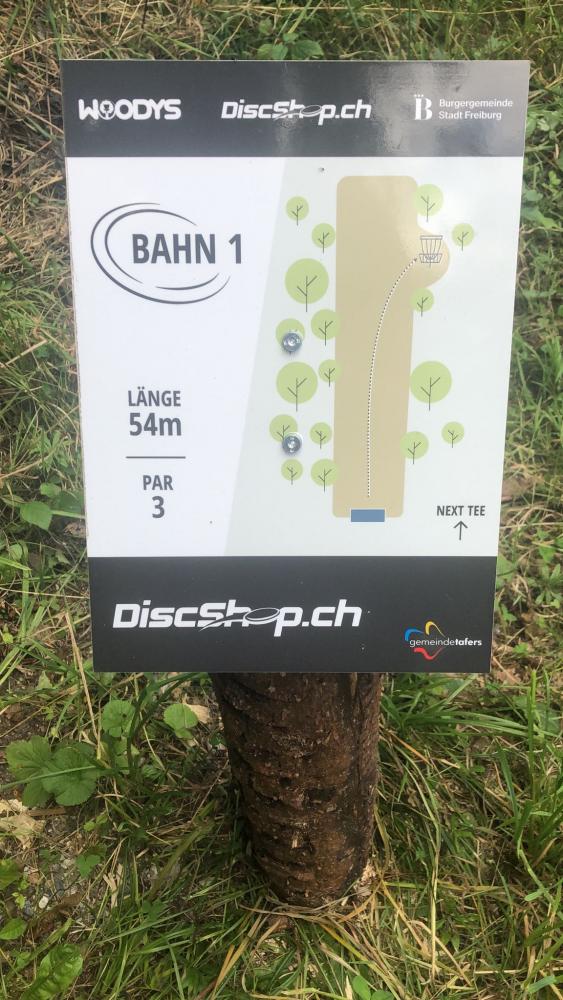 WOODYS
DiscShop.ch
B Burgergemeinde
Stadt Freiburg
BAHN 1
LÄNGE
54m
PAR
3
NEXT TEE
DiscShop.ch
gemeindetafers